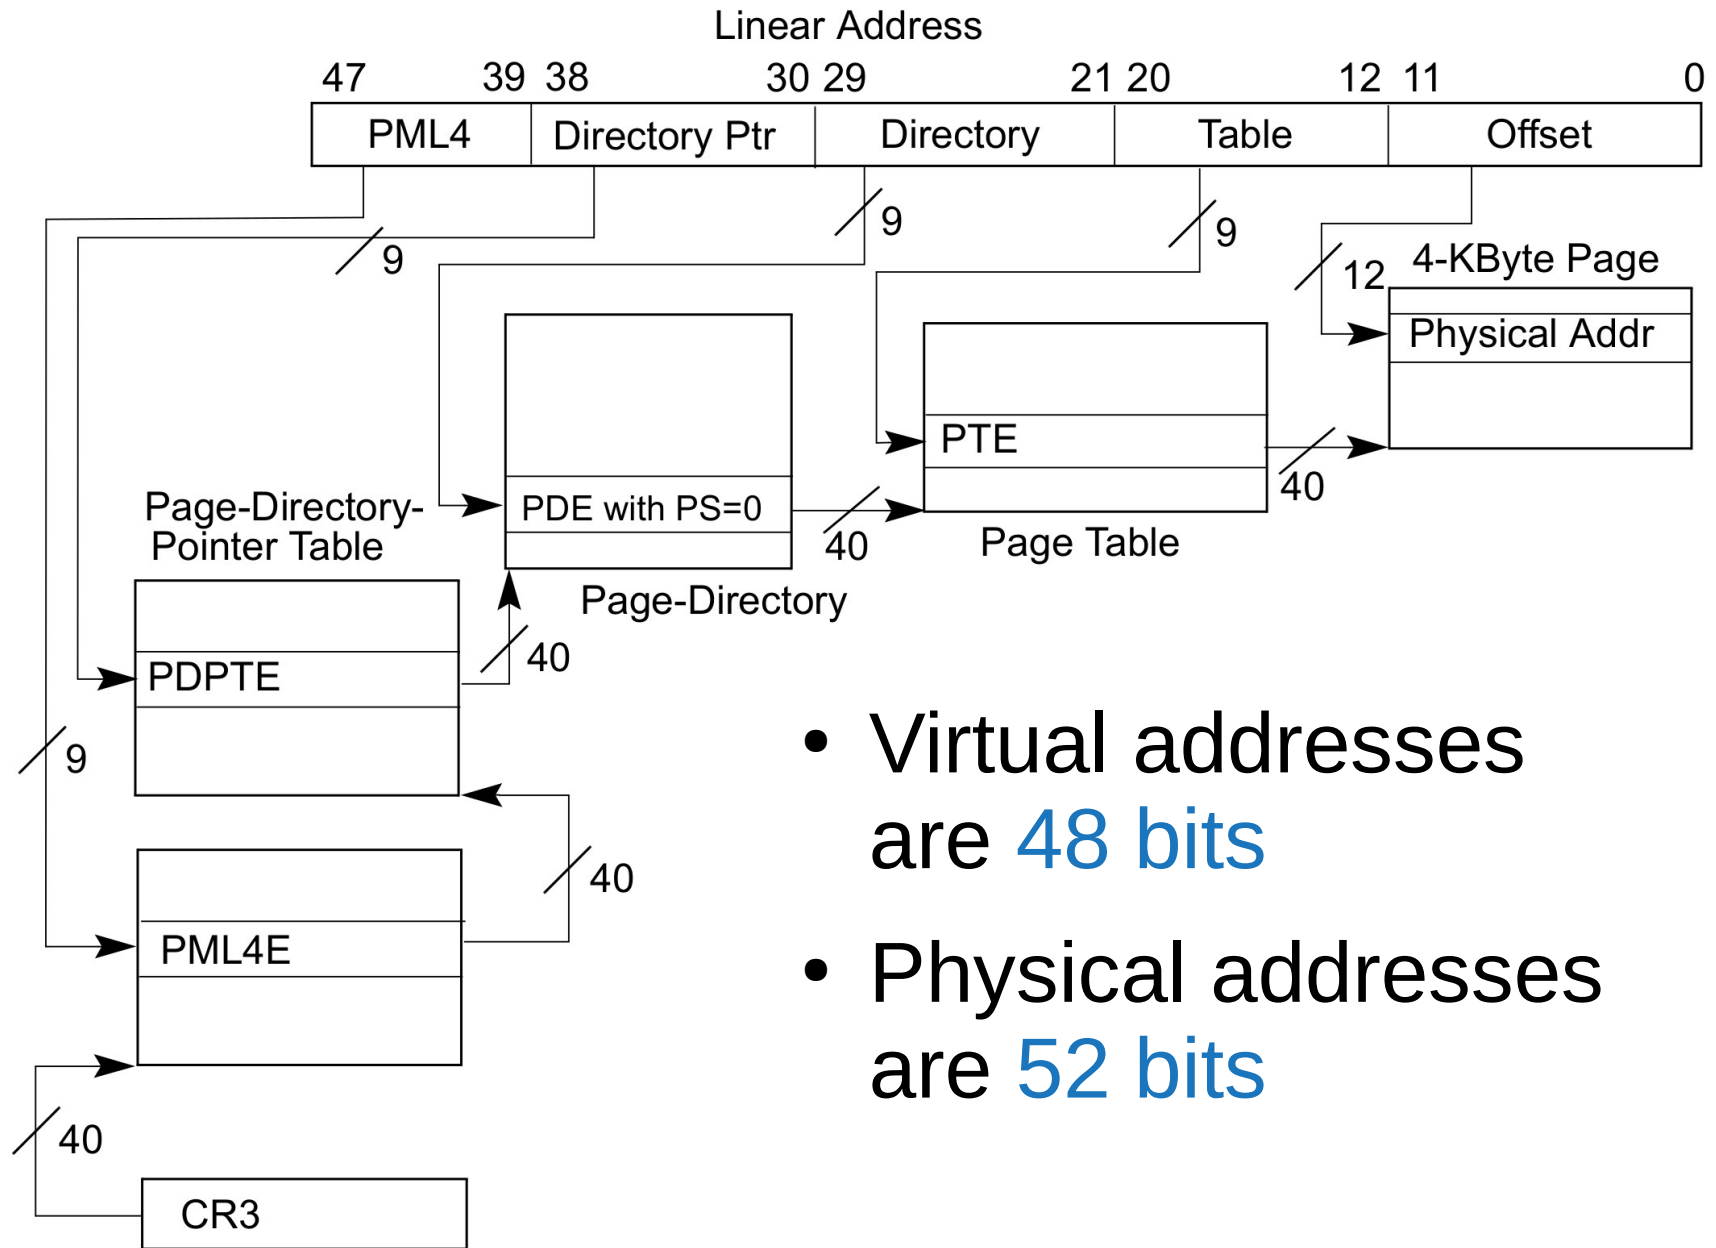 Linear Address
47 39 38 30 29 21 20 12 11 0
PML4 Directory Ptr Directory Table Offset
9
9
9
12
4-KByte Page
Physical Addr
PTE
40
Page Table
PDE with PS=0
40
Page-Directory
Page-Directory-
Pointer Table
40
PDPTE
9
40
PML4E
40
CR3
• Virtual addresses
are 48 bits
• Physical addresses
are 52 bits